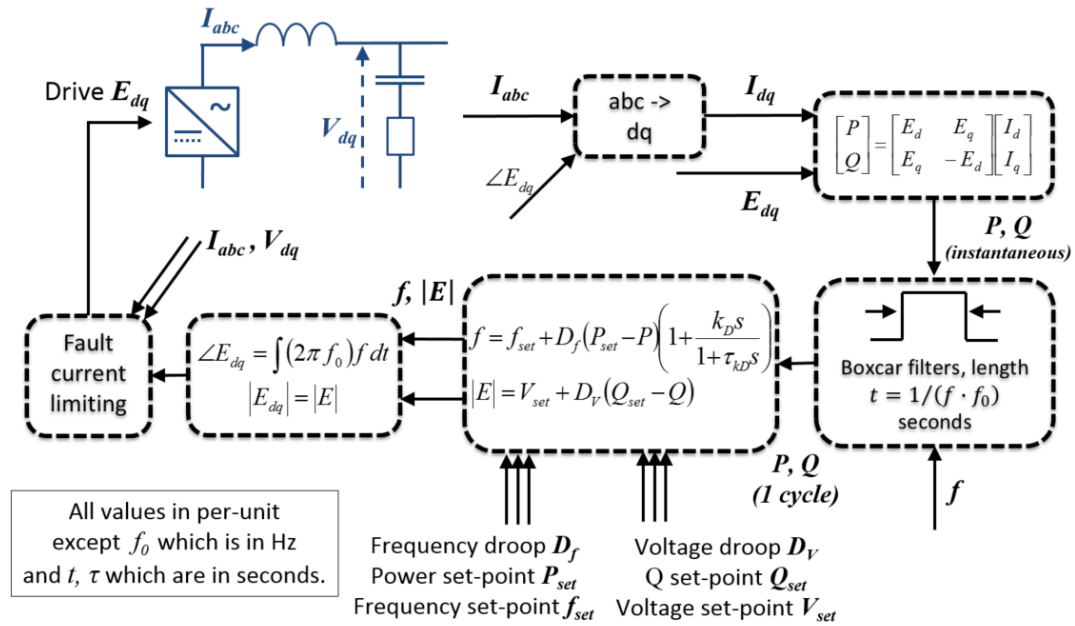 I_abc
Drive E_dq
V_dq
I_abc
abc ->
dq
I_dq
∠E_dq
E_dq
[P Q] = [E_d E_q; E_q -E_d] [I_d I_q]
P, Q
(instantaneous)
I_abc , V_dq
Fault
current
limiting
∠E_dq = ∫(2π f_0) f dt
|E_dq| = |E|
f, |E|
f = f_set + D_f (P_set − P) (1 + k_D s / (1 + τ_kD s))
|E| = V_set + D_V (Q_set − Q)
Boxcar filters, length
t = 1/(f · f_0)
seconds
P, Q
(1 cycle)
f
All values in per-unit
except f_0 which is in Hz
and t, τ which are in seconds.
Frequency droop D_f
Power set-point P_set
Frequency set-point f_set
Voltage droop D_V
Q set-point Q_set
Voltage set-point V_set